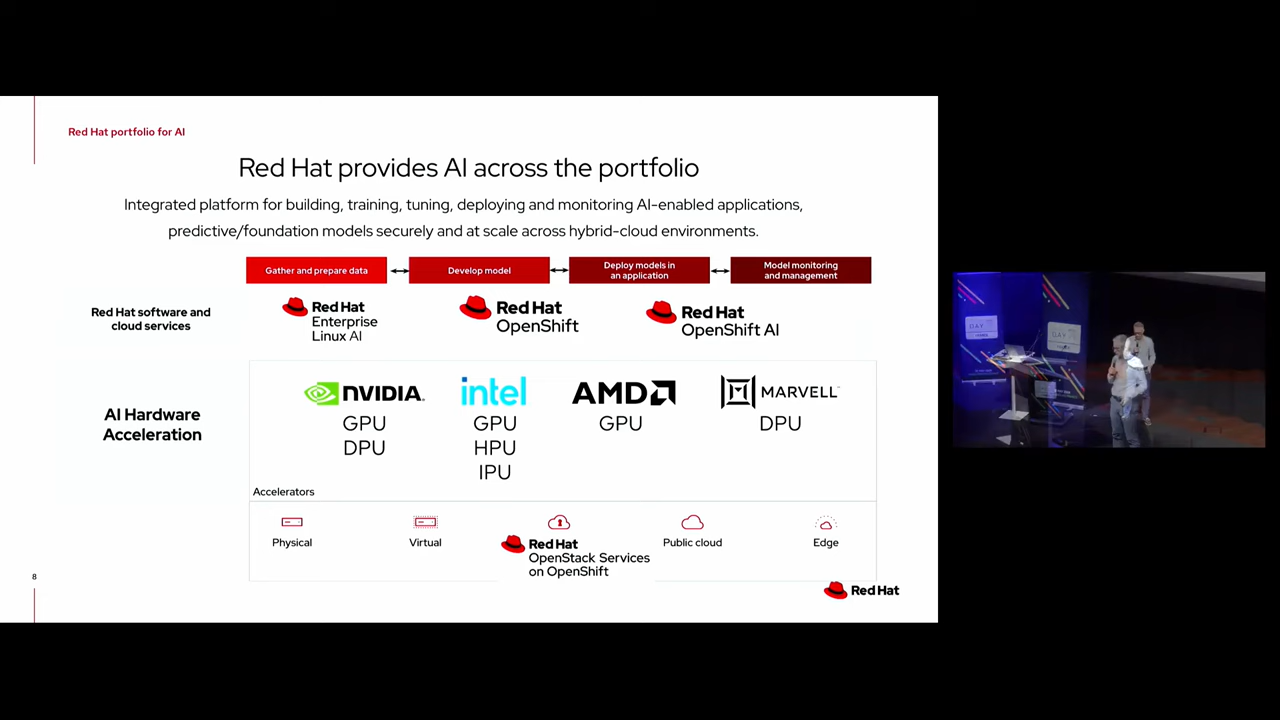 Red Hat portfolio for AI
Red Hat provides AI across the portfolio
Integrated platform for building, training, tuning, deploying and monitoring AI-enabled applications,
predictive/foundation models securely and at scale across hybrid-cloud environments.
Gather and prepare data
Develop model
Deploy models in
an application
Model monitoring
and management
Red Hat software and
cloud services
Red Hat
Enterprise
Linux AI
Red Hat
OpenShift
Red Hat
OpenShift AI
AI Hardware
Acceleration
NVIDIA.
GPU
DPU
intel
GPU
HPU
IPU
AMD
GPU
MARVELL
DPU
Accelerators
Physical
Virtual
Red Hat
OpenStack Services
on OpenShift
Public cloud
Edge
8
Red Hat
DAY
DAY